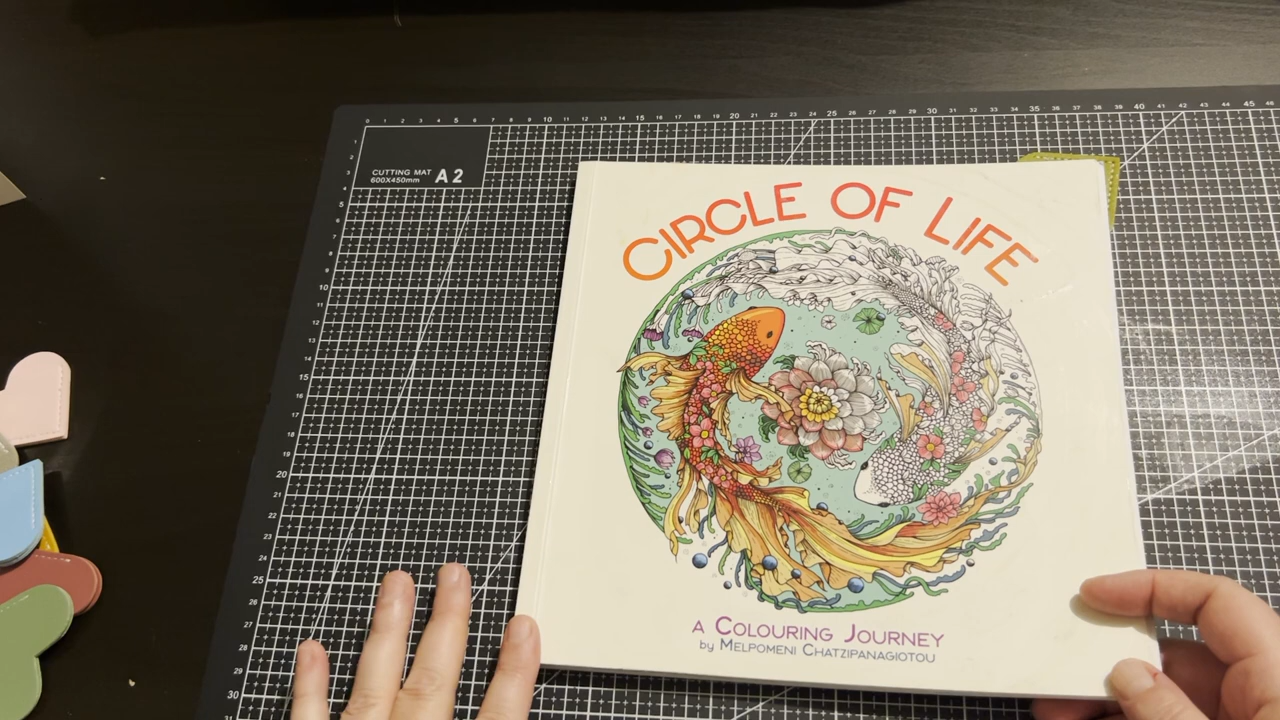 CUTTING MAT
600X450mm
A2
CIRCLE OF LIFE
A COLOURING JOURNEY
by MELPOMENI CHATZIPANAGIOTOU